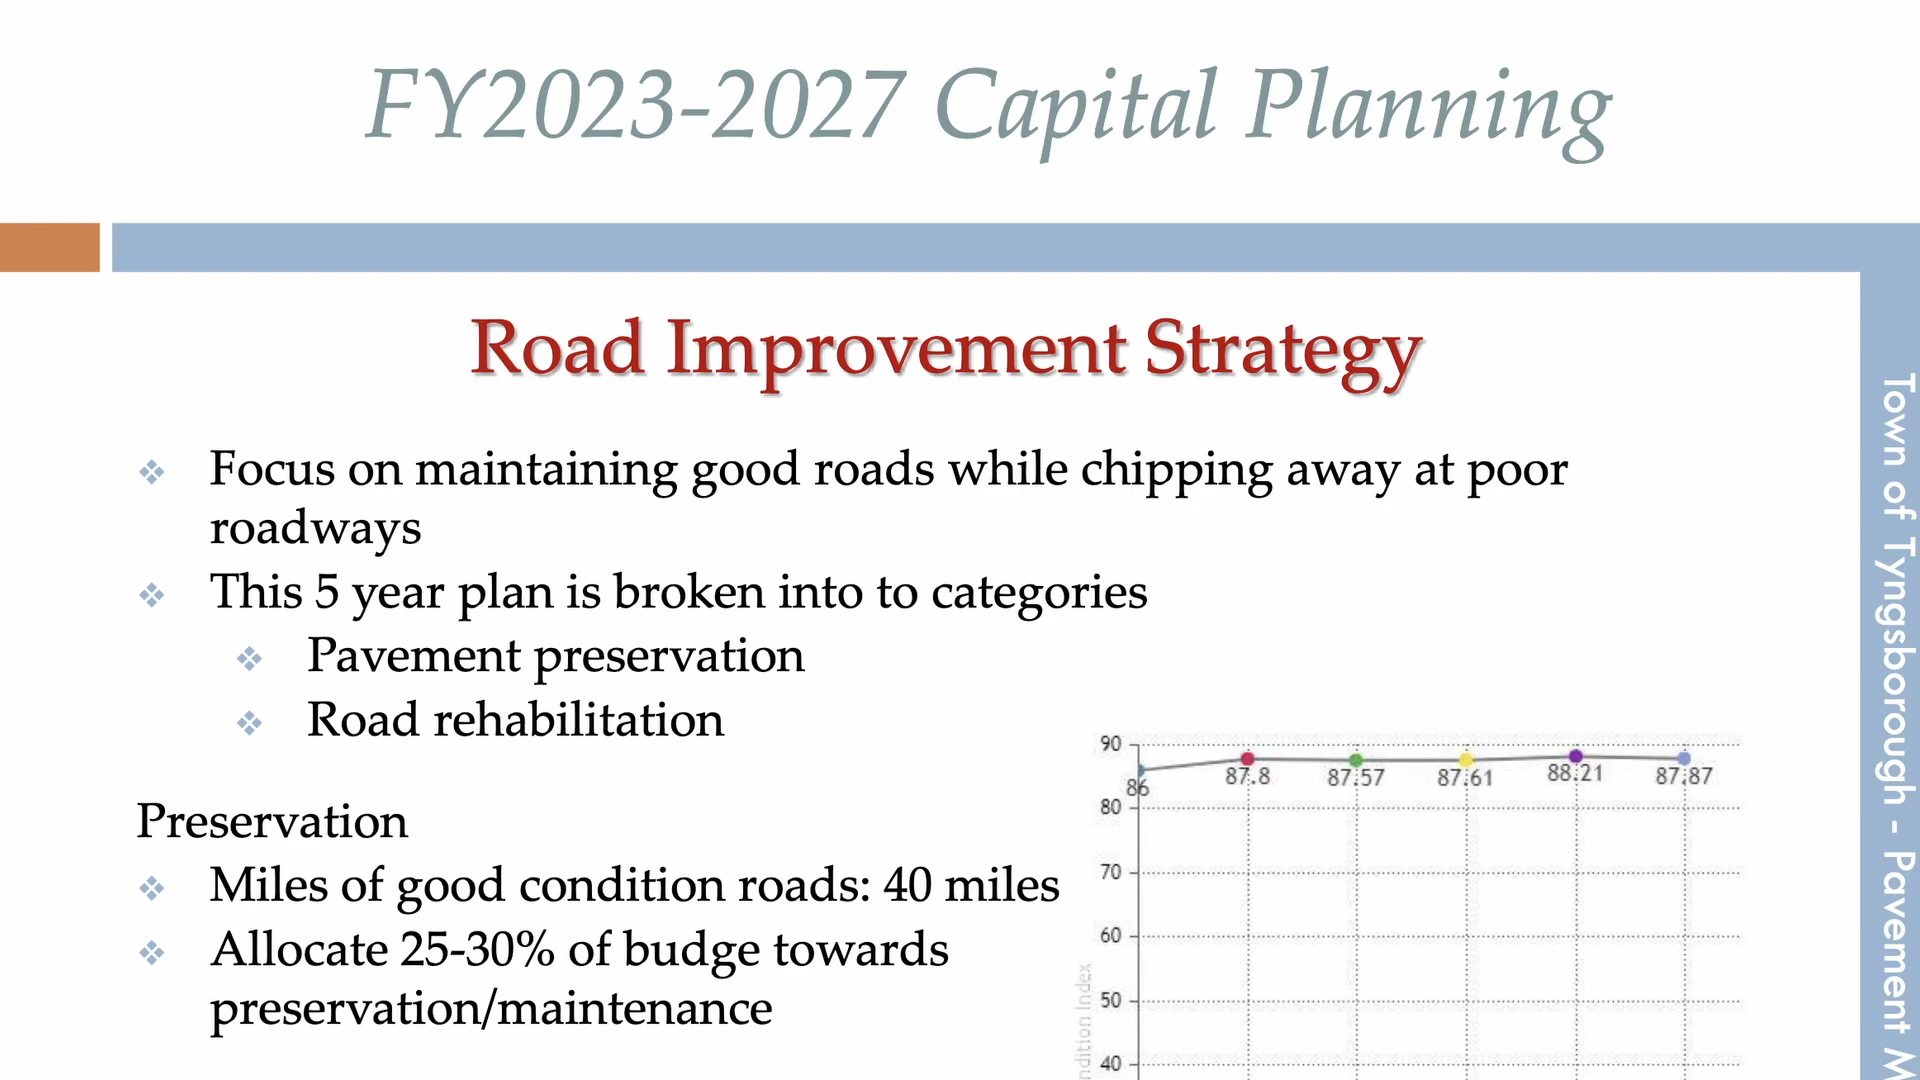 FY2023-2027 Capital Planning
Road Improvement Strategy
Focus on maintaining good roads while chipping away at poor
roadways
This 5 year plan is broken into to categories
Pavement preservation
Road rehabilitation
Preservation
Miles of good condition roads: 40 miles
Allocate 25-30% of budge towards
preservation/maintenance
90
80
70
60
50
40
86
87.8
87.57
87.61
88.21
87.87
ndition Index
Town of Tyngsborough - Pavement M